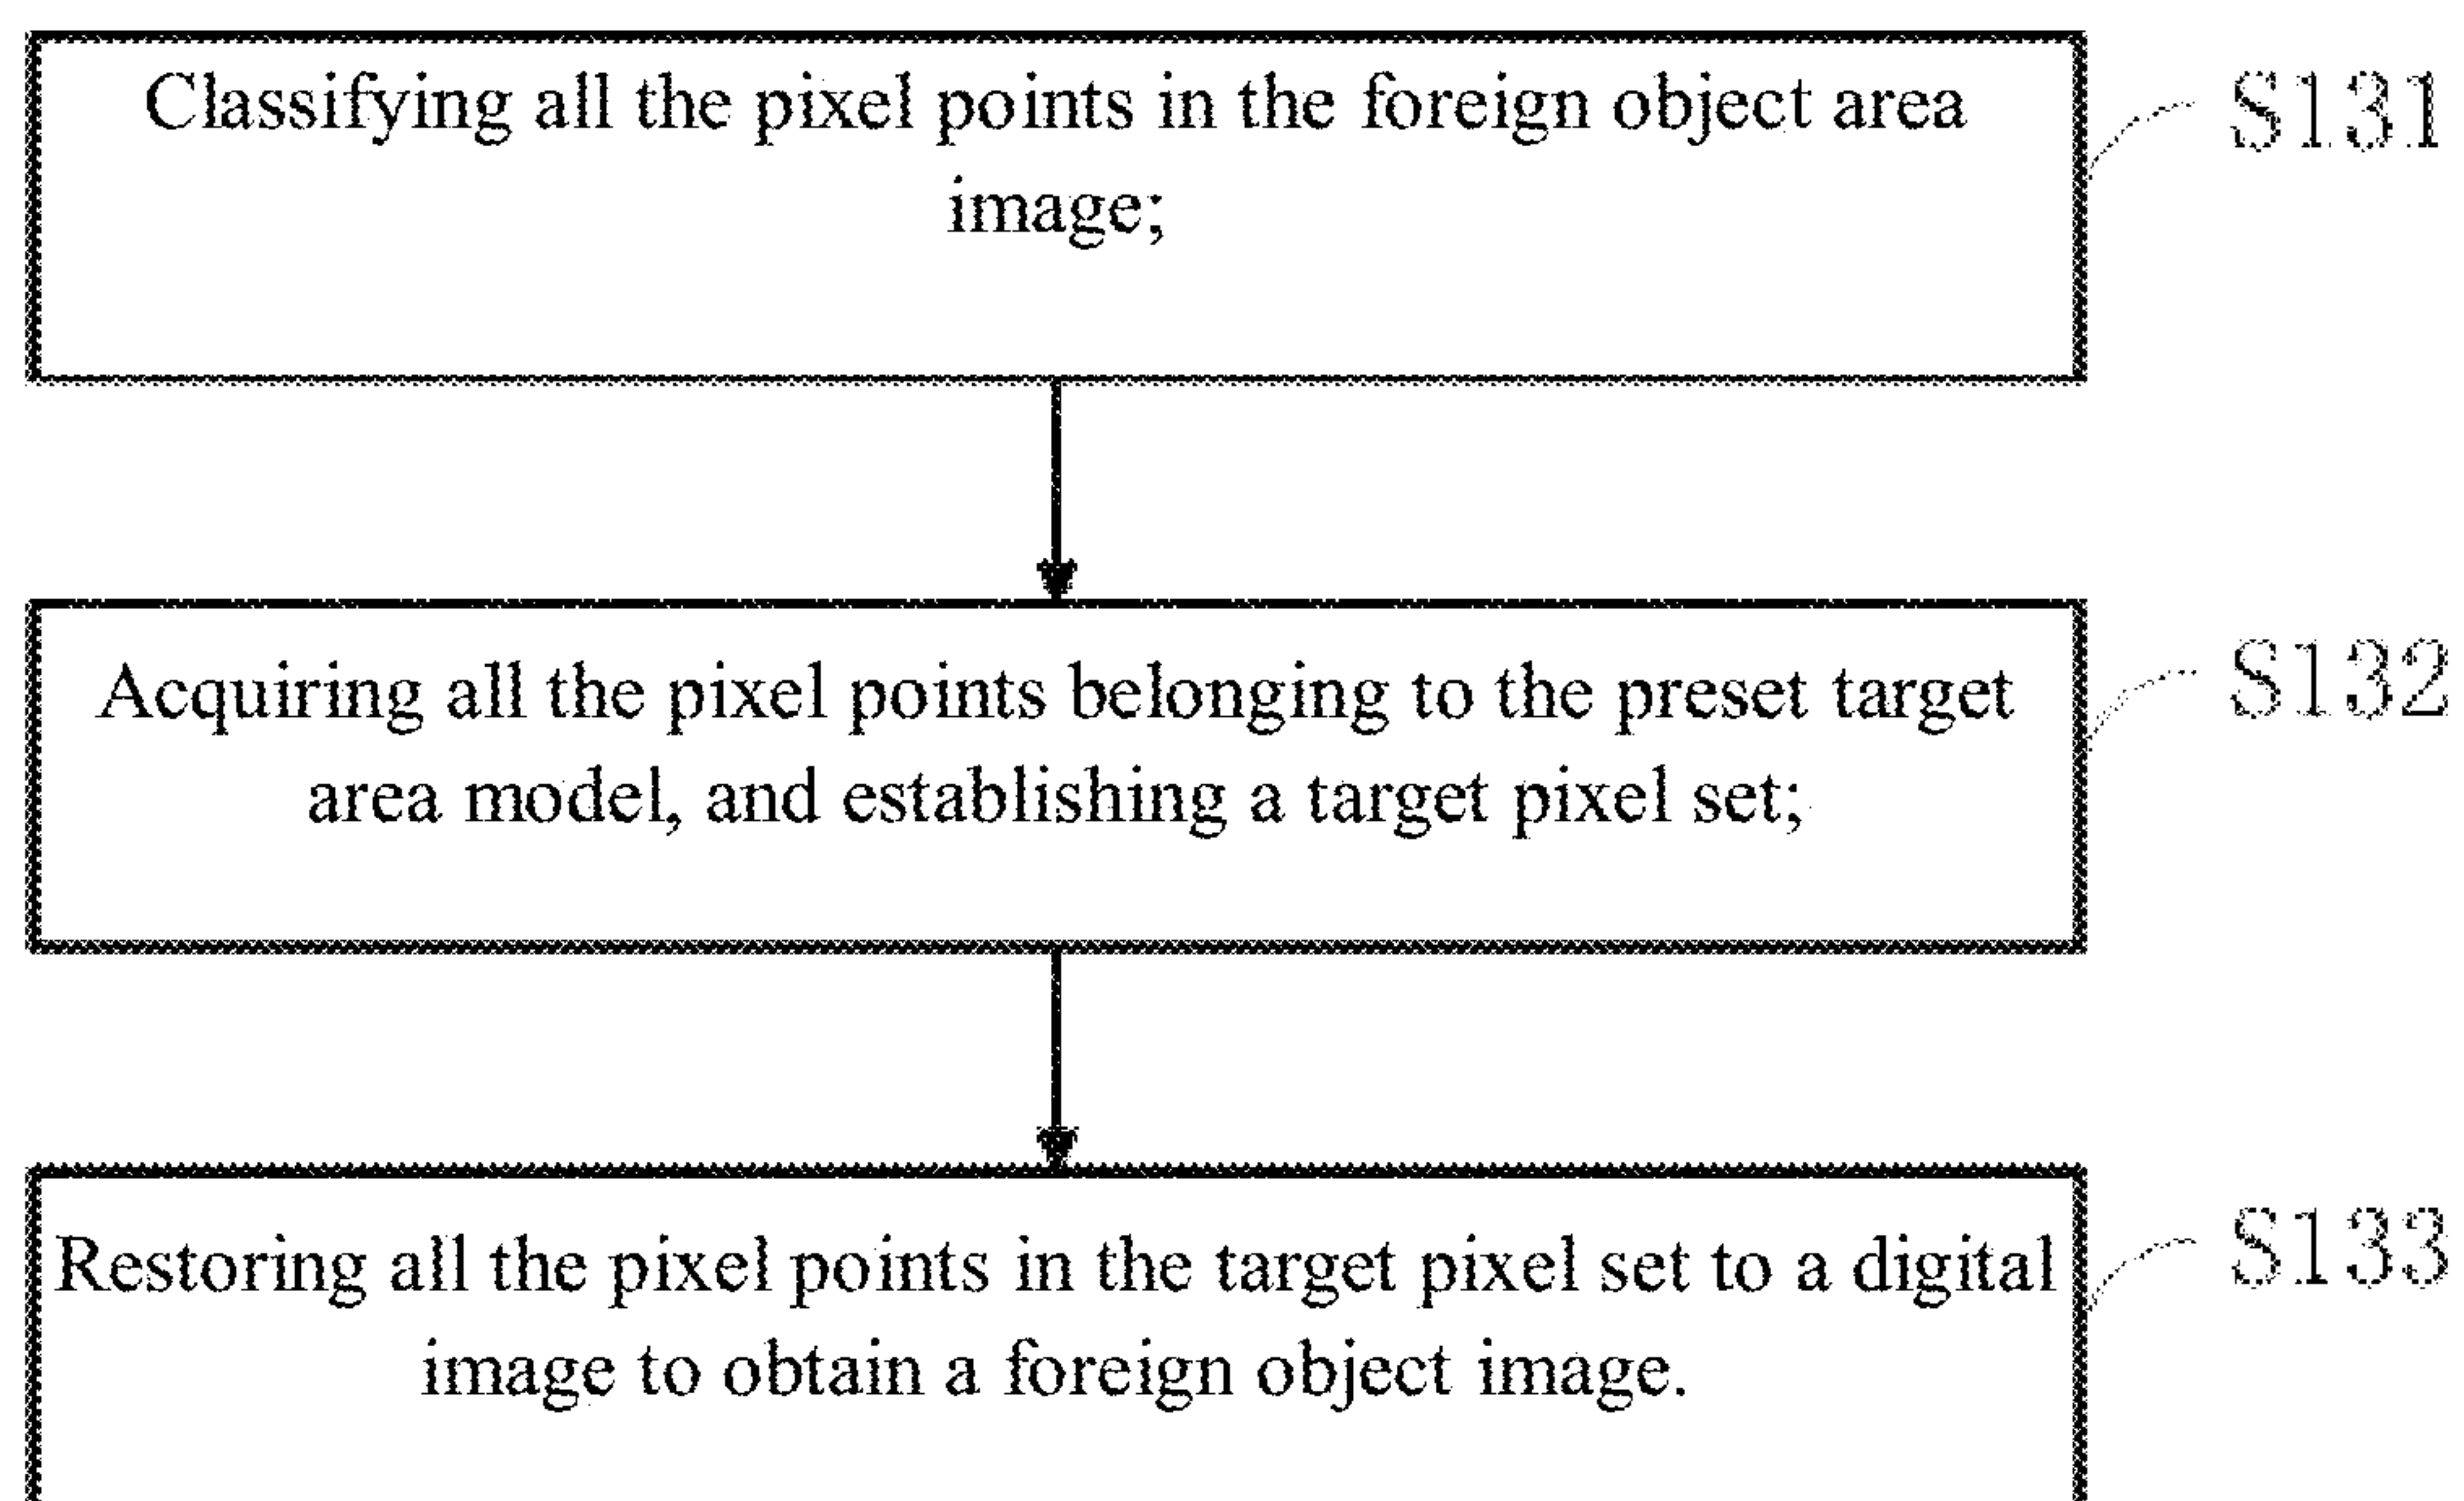 Classifying all the pixel points in the foreign object area
image;
S131
Acquiring all the pixel points belonging to the preset target
area model, and establishing a target pixel set;
S132
Restoring all the pixel points in the target pixel set to a digital
image to obtain a foreign object image.
S133